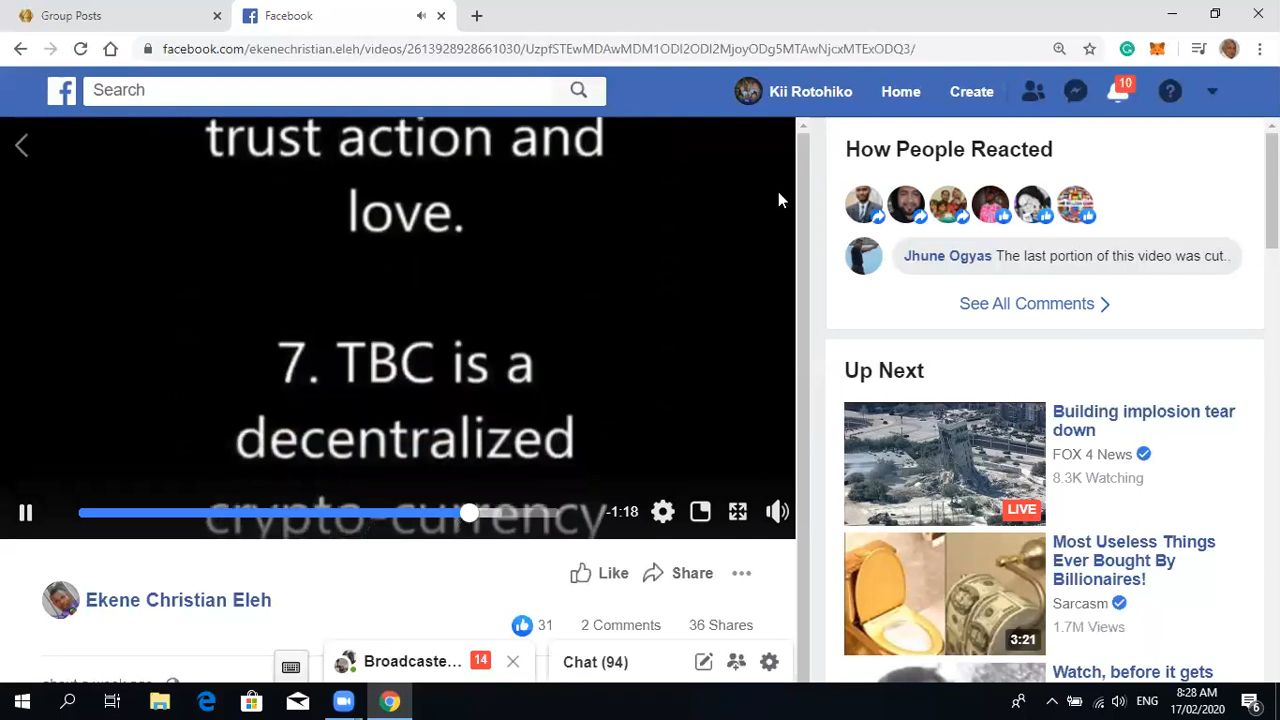 Group Posts
Facebook
facebook.com/ekenechristian.eleh/videos/2613928928661030/UzpfSTEwMDAwMDM1ODI2ODI2MjoyODg5MTAwNjcxMTExODQ3/
Search
Kii Rotohiko
Home
Create
10
trust action and
love.
7. TBC is a
decentralized
crypto-currency
-1:18
How People Reacted
Jhune Ogyas The last portion of this video was cut..
See All Comments
Up Next
Building implosion tear
down
FOX 4 News
8.3K Watching
LIVE
Most Useless Things
Ever Bought By
Billionaires!
Sarcasm
1.7M Views
3:21
Watch, before it gets
Like
Share
Ekene Christian Eleh
31
2 Comments
36 Shares
about a week ago
Broadcaste...
14
Chat (94)
ENG
8:28 AM
17/02/2020
6